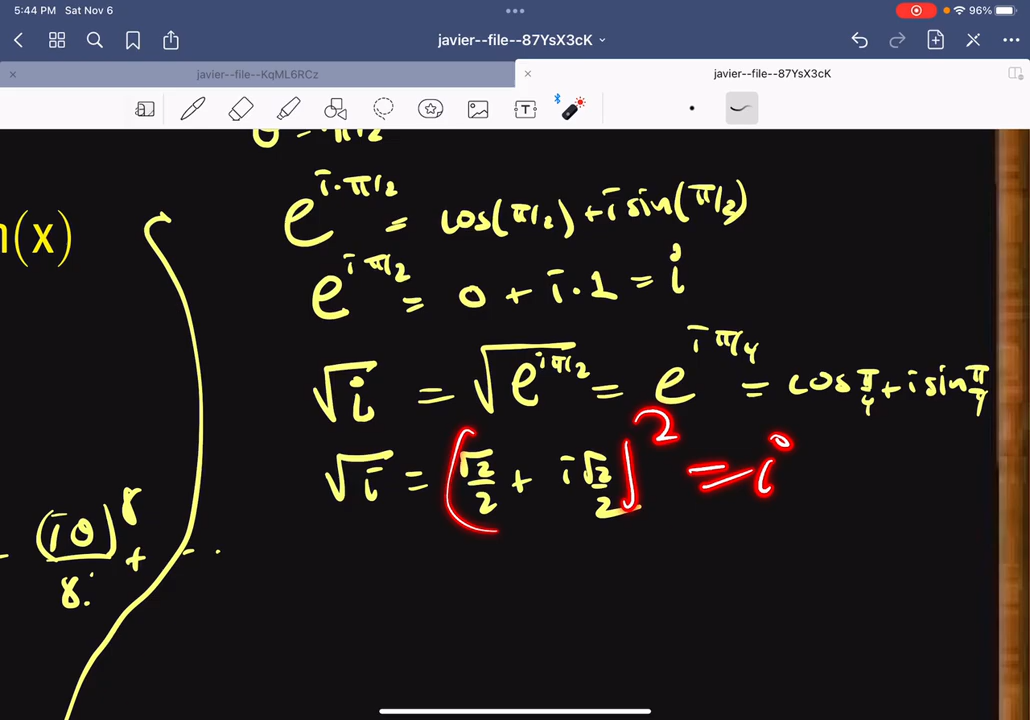 5:44 PM Sat Nov 6
96%
javier--file--87YsX3cK
javier--file--KqML6RCz
javier--file--87YsX3cK
T
θ = π/2
e^{i·π/2} = cos(π/2) + i sin(π/2)
n(x)
e^{iπ/2} = 0 + i·1 = i
√i = √e^{iπ/2} = e^{iπ/4} = cos π/4 + i sin π/4
√i = (√2/2 + i√2/2)² = i
(iθ)^8/8! + - ..